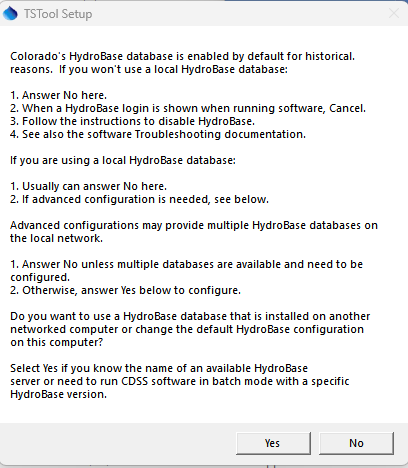 TSTool Setup
Colorado's HydroBase database is enabled by default for historical.
reasons.  If you won't use a local HydroBase database:
1. Answer No here.
2. When a HydroBase login is shown when running software, Cancel.
3. Follow the instructions to disable HydroBase.
4. See also the software Troubleshooting documentation.
If you are using a local HydroBase database:
1. Usually can answer No here.
2. If advanced configuration is needed, see below.
Advanced configurations may provide multiple HydroBase databases on
the local network.
1. Answer No unless multiple databases are available and need to be
configured.
2. Otherwise, answer Yes below to configure.
Do you want to use a HydroBase database that is installed on another
networked computer or change the default HydroBase configuration
on this computer?
Select Yes if you know the name of an available HydroBase
server or need to run CDSS software in batch mode with a specific
HydroBase version.
Yes
No